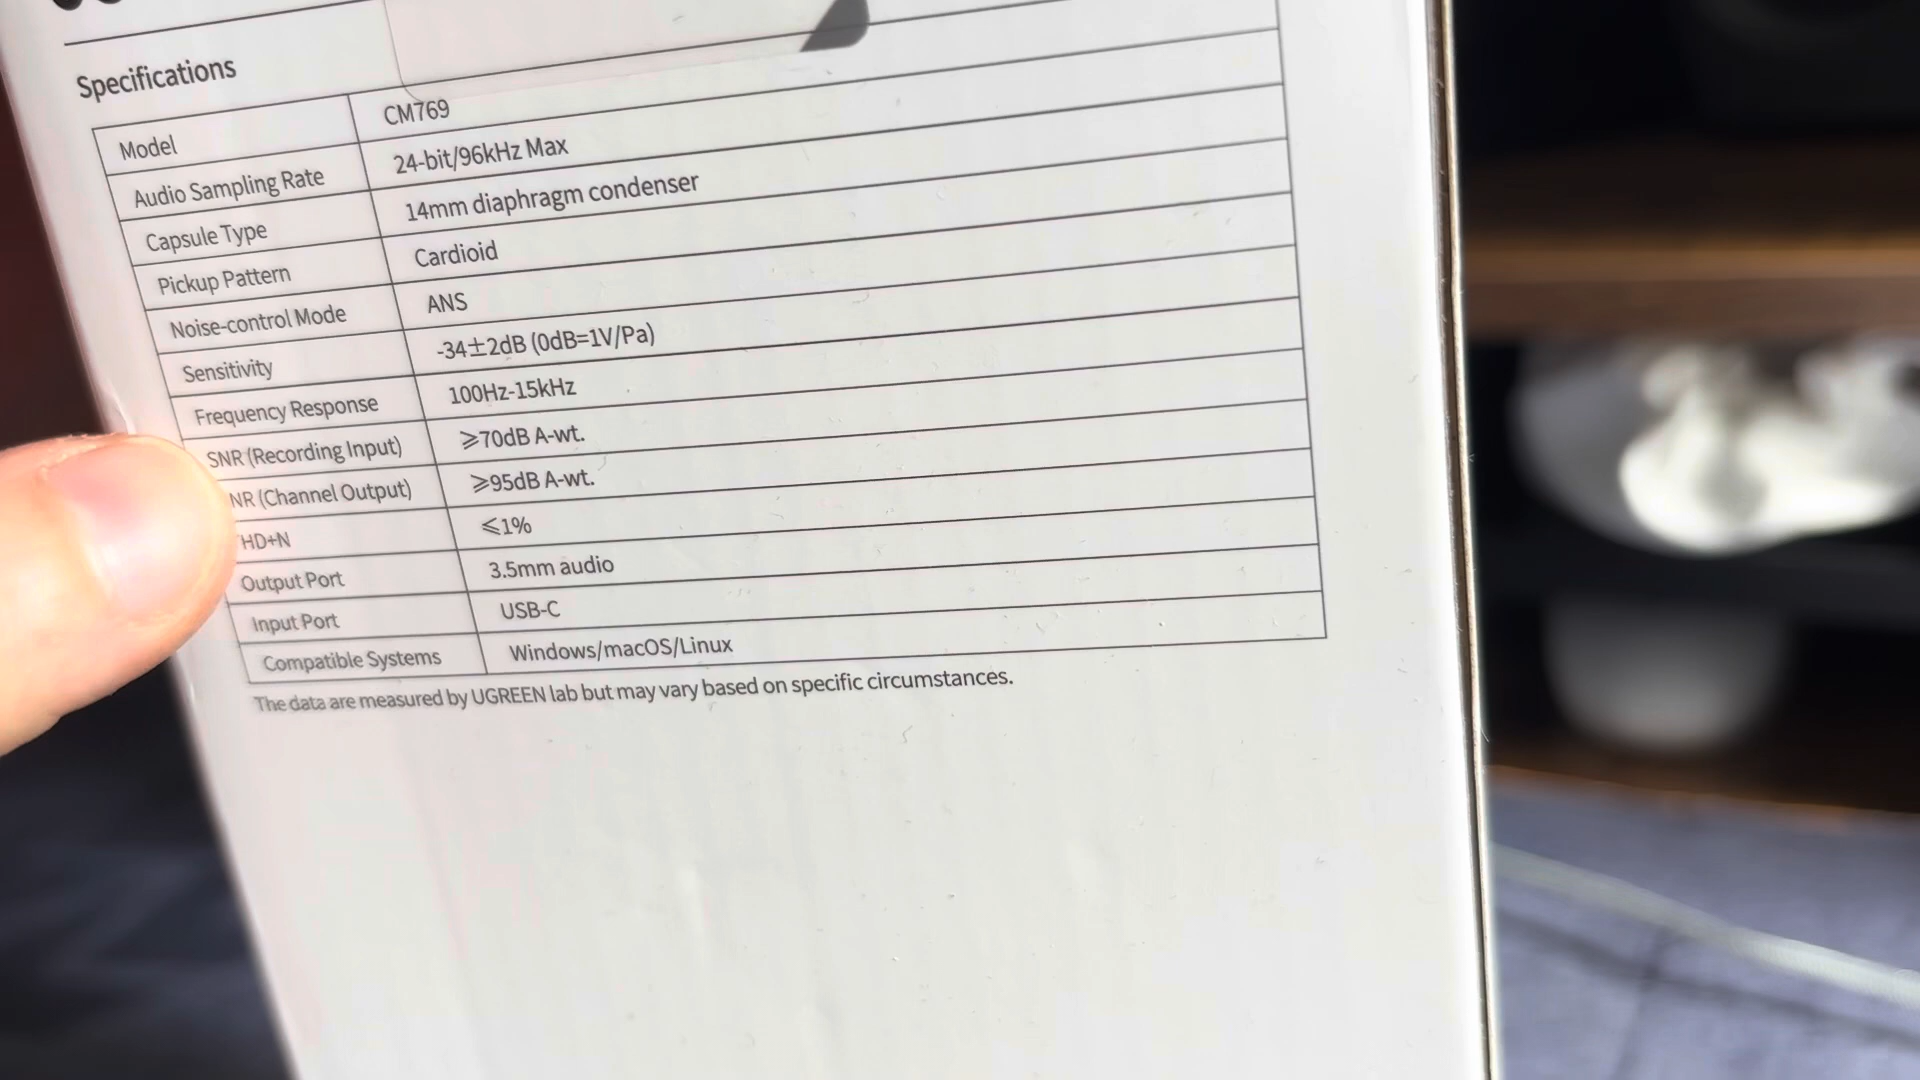 Specifications
Model CM769
Audio Sampling Rate 24-bit/96kHz Max
Capsule Type 14mm diaphragm condenser
Pickup Pattern Cardioid
Noise-control Mode ANS
Sensitivity -34±2dB (0dB=1V/Pa)
Frequency Response 100Hz-15kHz
SNR (Recording Input) ⩾70dB A-wt.
NR (Channel Output) ⩾95dB A-wt.
HD+N ⩽1%
Output Port 3.5mm audio
Input Port USB-C
Compatible Systems Windows/macOS/Linux
The data are measured by UGREEN lab but may vary based on specific circumstances.